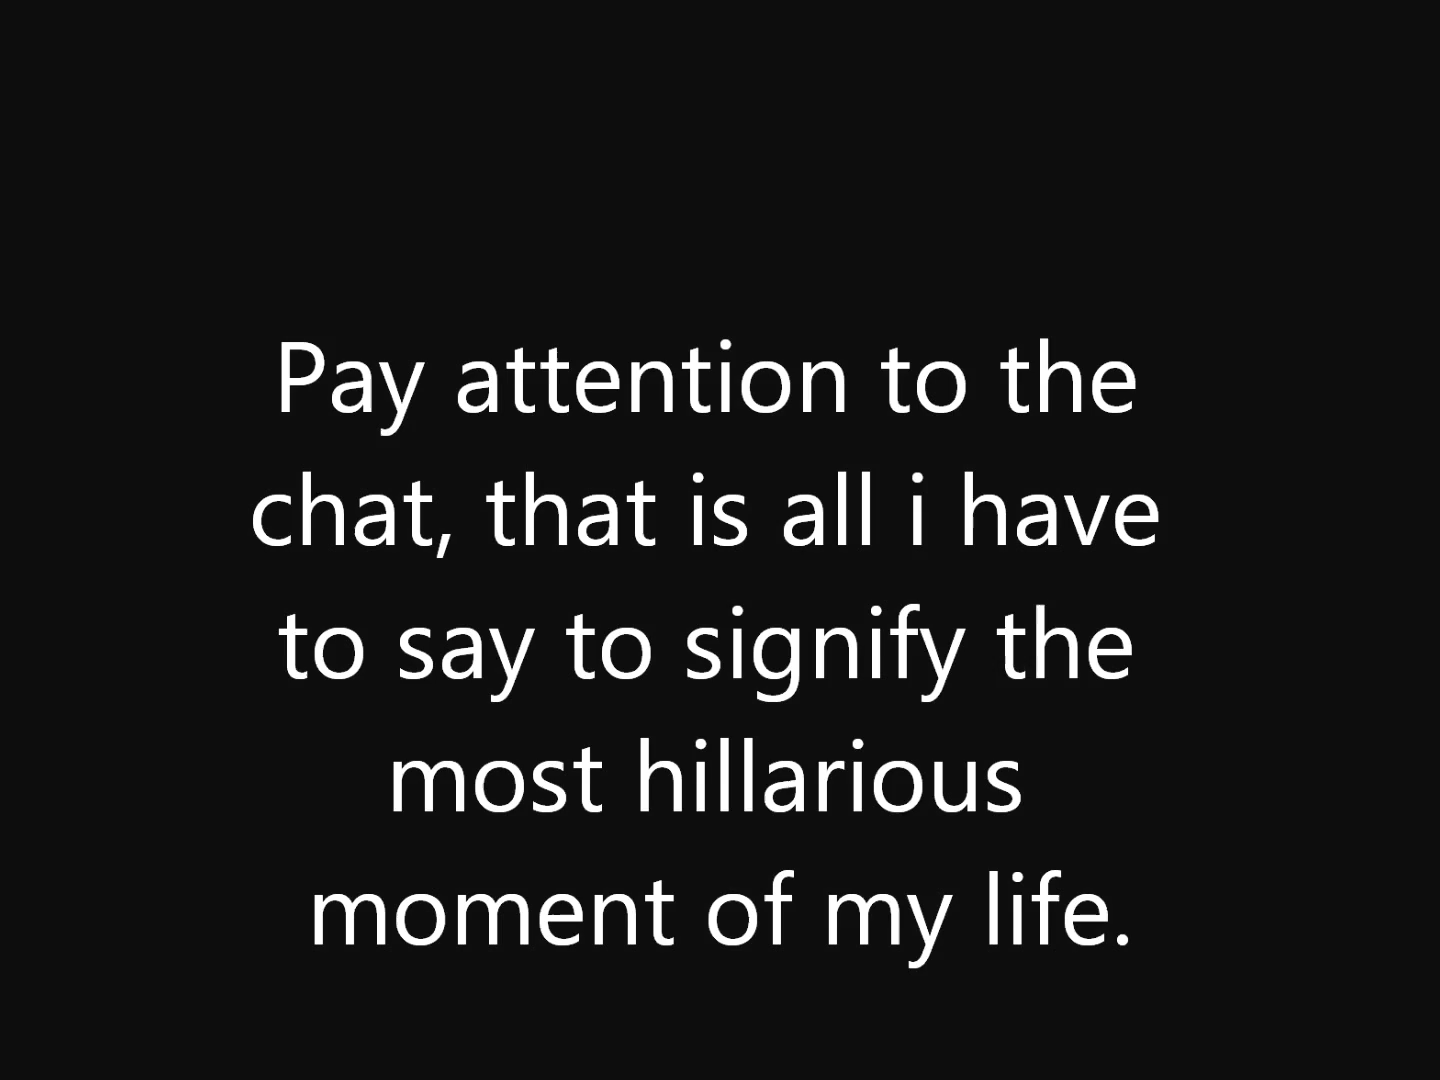 Pay attention to the
chat, that is all i have
to say to signify the
most hillarious
moment of my life.